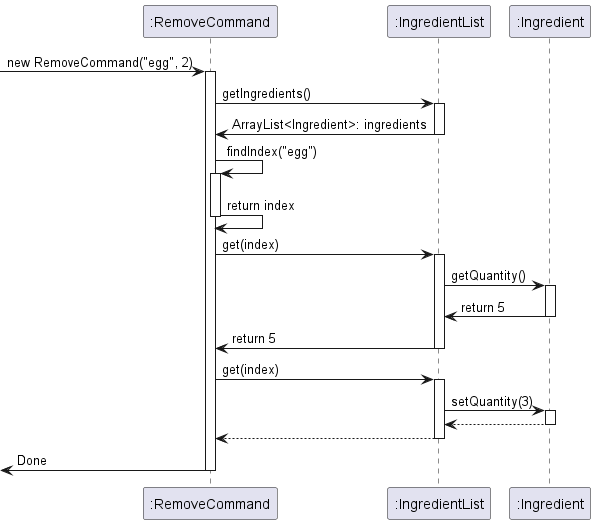 :RemoveCommand :IngredientList :Ingredient
new RemoveCommand("egg", 2)
getIngredients()
ArrayList<Ingredient>: ingredients
findIndex("egg")
return index
get(index)
getQuantity()
return 5
return 5
get(index)
setQuantity(3)
Done
:RemoveCommand :IngredientList :Ingredient